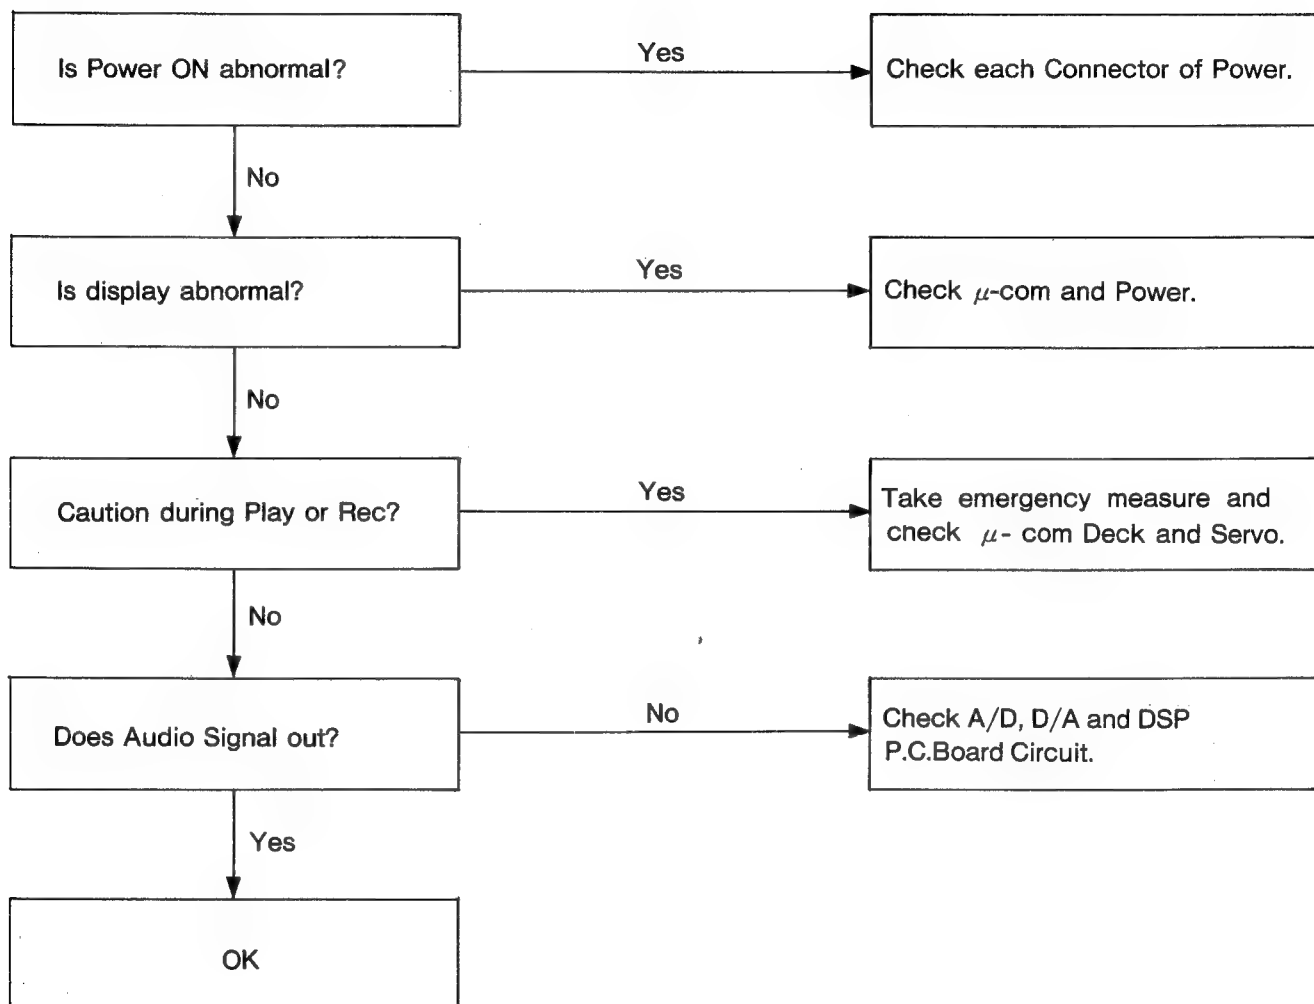 Is Power ON abnormal?
Yes
Check each Connector of Power.
No
Is display abnormal?
Yes
Check μ-com and Power.
No
Caution during Play or Rec?
Yes
Take emergency measure and
check μ- com Deck and Servo.
No
Does Audio Signal out?
No
Check A/D, D/A and DSP
P.C.Board Circuit.
Yes
OK